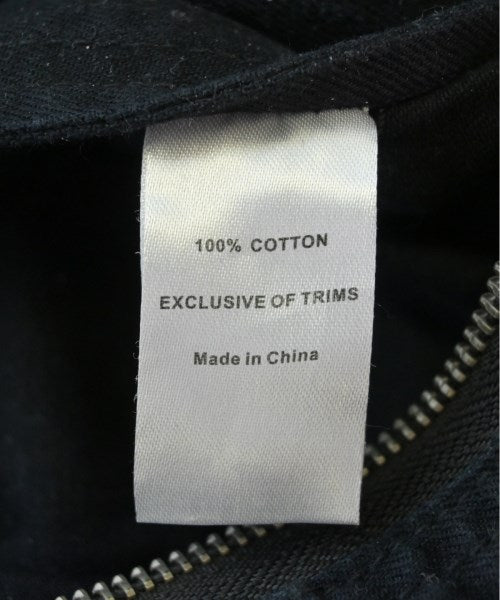 100% COTTON
EXCLUSIVE OF TRIMS
Made in China